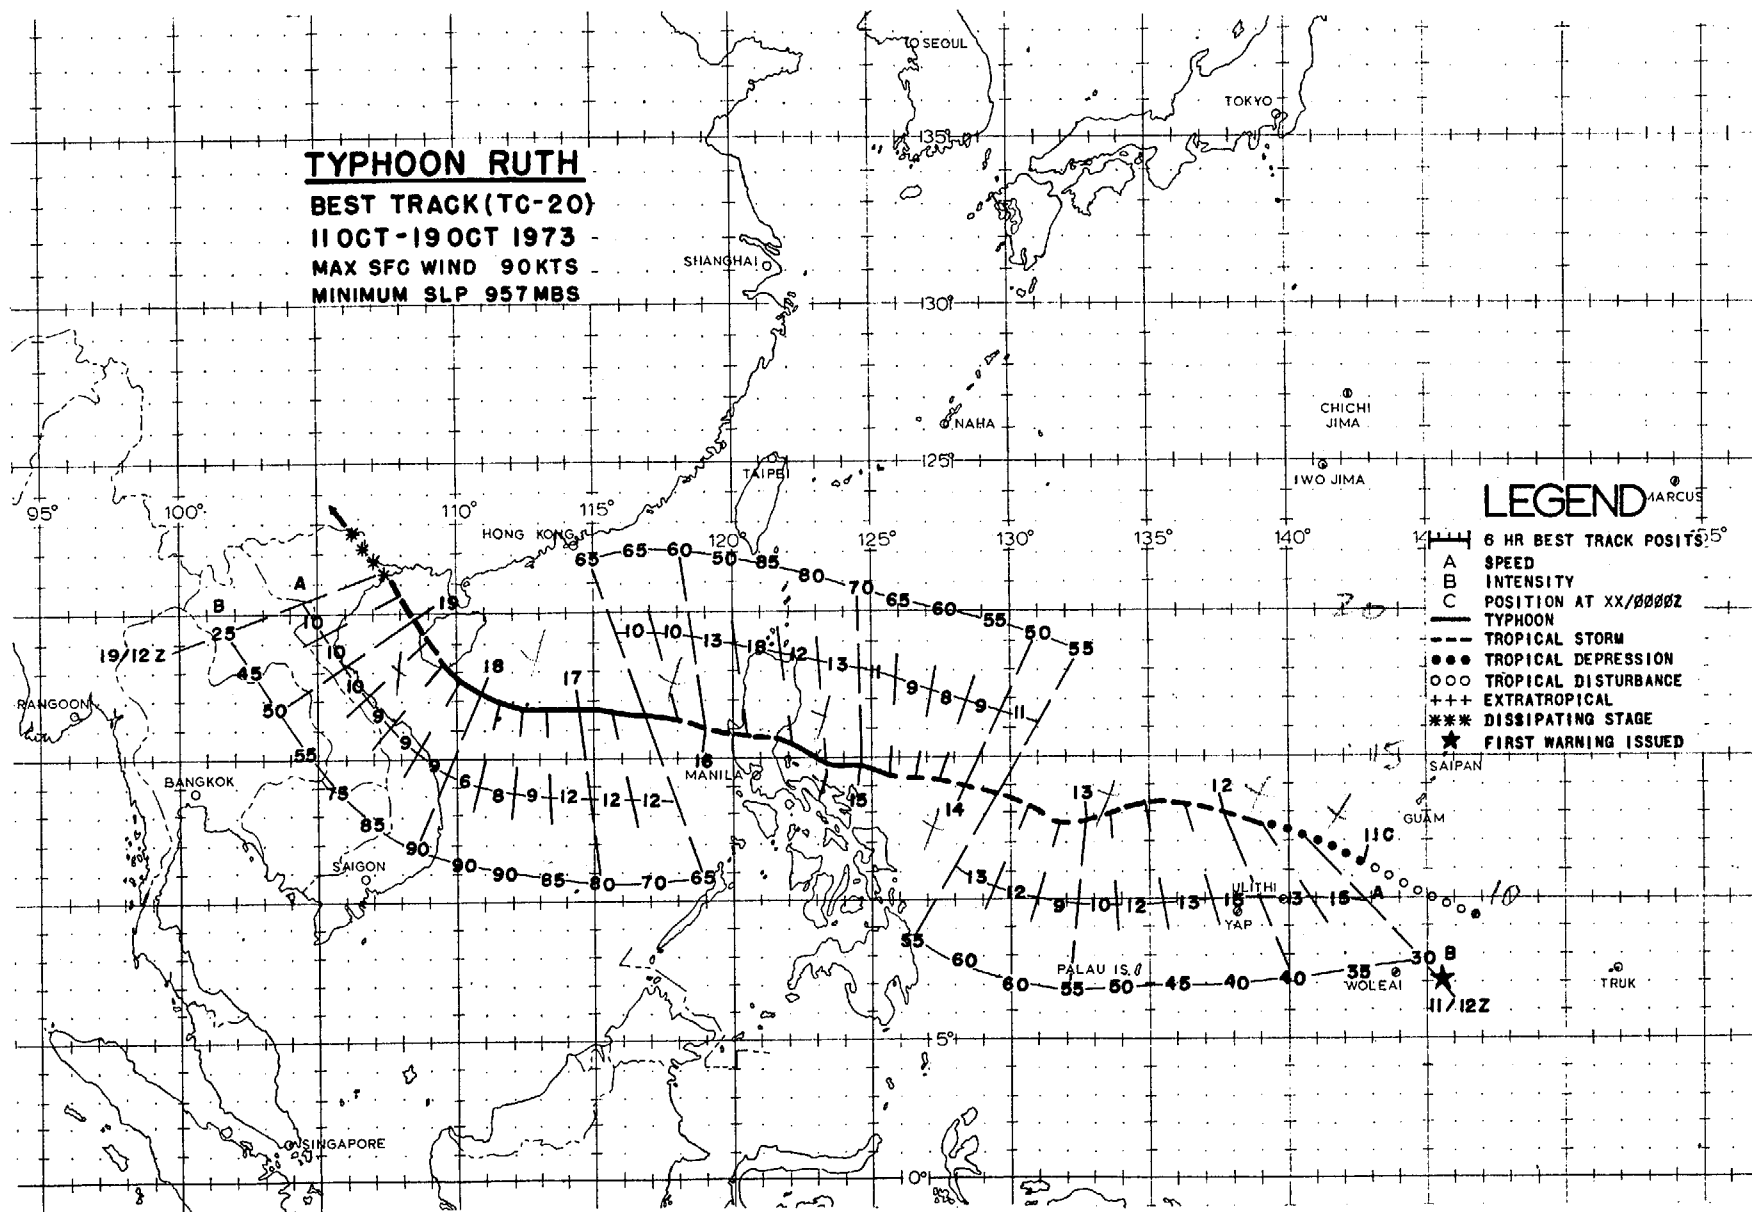 SEOUL
TOKYO
35°
TYPHOON RUTH
BEST TRACK (TC-20)
11 OCT - 19 OCT 1973
MAX SFC WIND 90KTS
MINIMUM SLP 957MBS
SHANGHAI
30°
CHICHI
JIMA
NAHA
TAIPEI
25°
IWO JIMA
MARCUS
LEGEND
6 HR BEST TRACK POSITS
A SPEED
B INTENSITY
C POSITION AT XX/0000Z
TYPHOON
TROPICAL STORM
TROPICAL DEPRESSION
TROPICAL DISTURBANCE
+++ EXTRATROPICAL
*** DISSIPATING STAGE
★ FIRST WARNING ISSUED
95° 100° 110° 115° 120° 125° 130° 135° 140° 155°
HONG KONG
65 65 60 50 85 80 70 65 60 55 50 55
10 10 13 18 12 13 11 9 8 9 11
A
B
19/12Z
25 45 50 55 75 85 90 90 90 85 80 70 65
10 10 10 9 9 9 6 8 9 12 12 12
19 18 17 16 15 14 13 12 11C
RANGOON
BANGKOK
SAIGON
MANILA
SAIPAN
GUAM
15
10
13 12 9 10 12 13 15 13 15 A
ULITHI
YAP
55 60 60 55 50 45 40 40 35 30 B
PALAU IS.
WOLEAI
TRUK
11/12Z
5°
SINGAPORE
0°